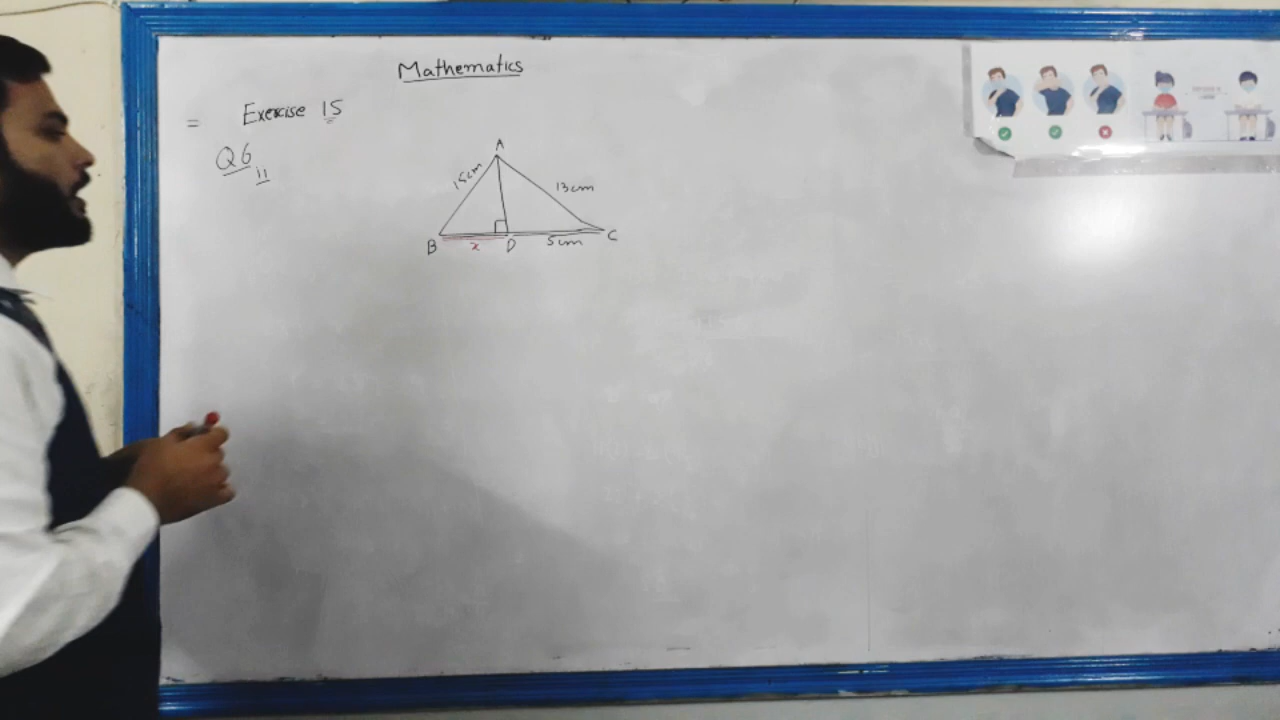 Mathematics
= Exercise 15
Q6
ii
A
15cm
13cm
B x D 5cm C